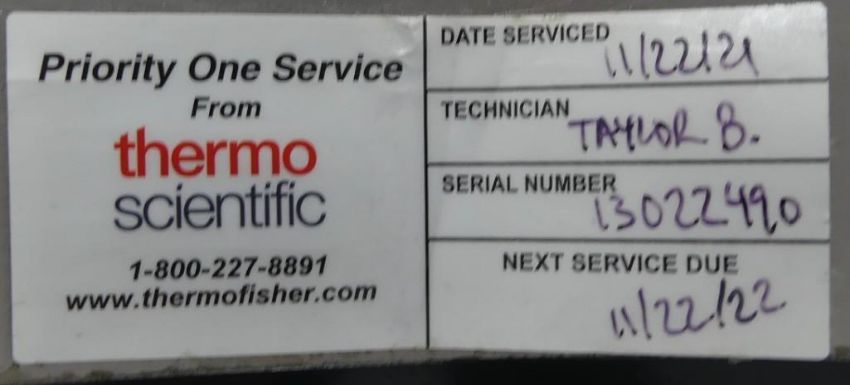 Priority One Service
From
thermo
scientific
1-800-227-8891
www.thermofisher.com
DATE SERVICED 11/22/21
TECHNICIAN TAYLOR B.
SERIAL NUMBER 13022490
NEXT SERVICE DUE
11/22/22